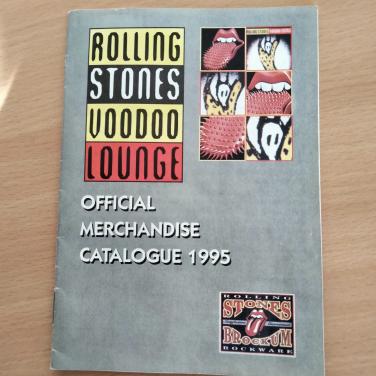 ROLLING
STONES
VOODOO
LOUNGE
OFFICIAL
MERCHANDISE
CATALOGUE 1995
ROLLING
STONES
BROCKUM
ROCKWARE